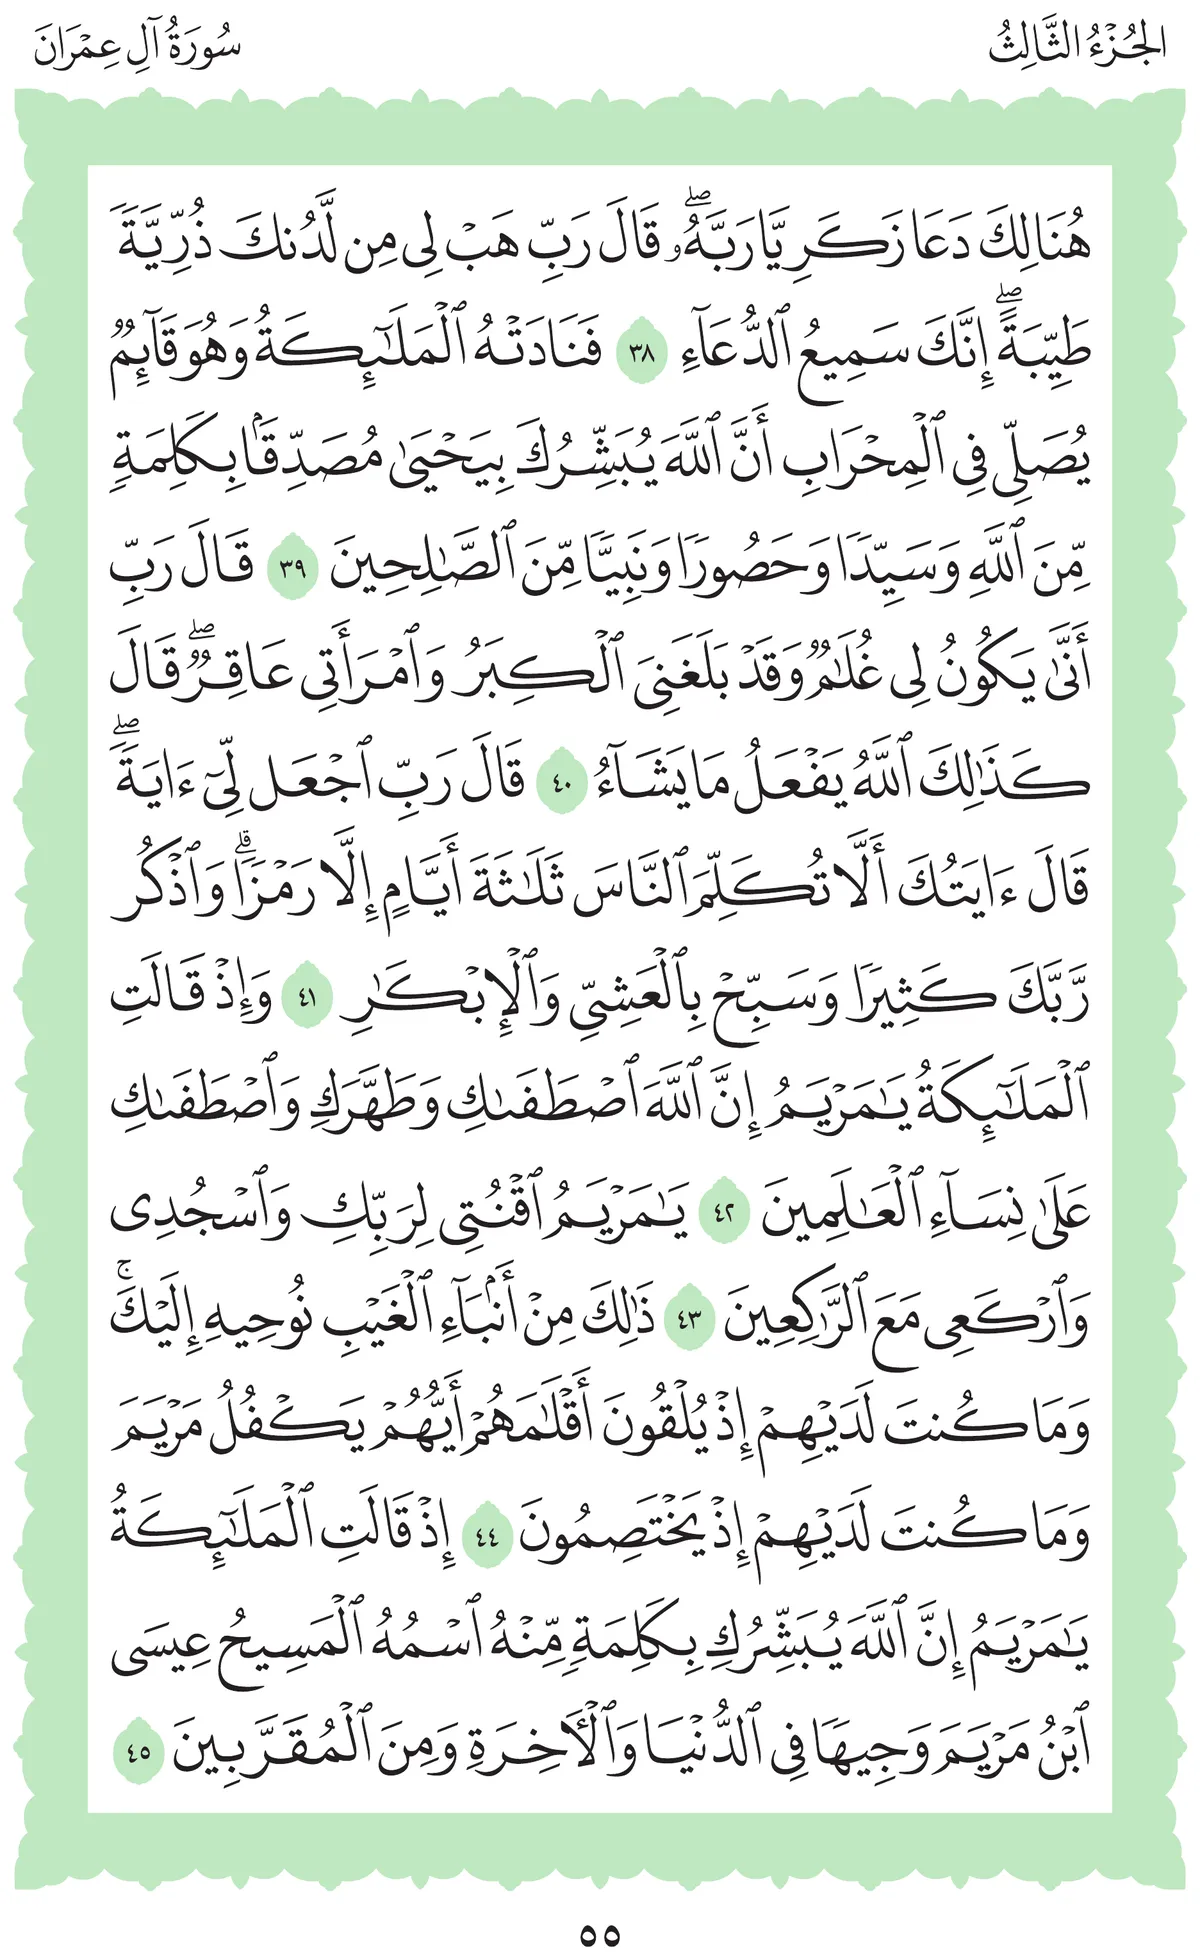 الجُزْءُ الثَّالِثُ
سُورَةُ آلِ عِمْرَانَ
هُنَالِكَ دَعَا زَكَرِيَّا رَبَّهُۥۖ قَالَ رَبِّ هَبْ لِى مِن لَّدُنكَ ذُرِّيَّةً
طَيِّبَةًۖ إِنَّكَ سَمِيعُ ٱلدُّعَآءِ ٣٨ فَنَادَتْهُ ٱلْمَلَـٰٓئِكَةُ وَهُوَ قَآئِمٌ
يُصَلِّى فِى ٱلْمِحْرَابِ أَنَّ ٱللَّهَ يُبَشِّرُكَ بِيَحْيَىٰ مُصَدِّقًۢا بِكَلِمَةٍ
مِّنَ ٱللَّهِ وَسَيِّدًا وَحَصُورًا وَنَبِيًّا مِّنَ ٱلصَّـٰلِحِينَ ٣٩ قَالَ رَبِّ
أَنَّىٰ يَكُونُ لِى غُلَـٰمٌ وَقَدْ بَلَغَنِىَ ٱلْكِبَرُ وَٱمْرَأَتِى عَاقِرٌۖ قَالَ
كَذَٰلِكَ ٱللَّهُ يَفْعَلُ مَا يَشَآءُ ٤٠ قَالَ رَبِّ ٱجْعَل لِّىٓ ءَايَةًۖ
قَالَ ءَايَتُكَ أَلَّا تُكَلِّمَ ٱلنَّاسَ ثَلَـٰثَةَ أَيَّامٍ إِلَّا رَمْزًاۗ وَٱذْكُر
رَّبَّكَ كَثِيرًا وَسَبِّحْ بِٱلْعَشِىِّ وَٱلْإِبْكَـٰرِ ٤١ وَإِذْ قَالَتِ
ٱلْمَلَـٰٓئِكَةُ يَـٰمَرْيَمُ إِنَّ ٱللَّهَ ٱصْطَفَىٰكِ وَطَهَّرَكِ وَٱصْطَفَىٰكِ
عَلَىٰ نِسَآءِ ٱلْعَـٰلَمِينَ ٤٢ يَـٰمَرْيَمُ ٱقْنُتِى لِرَبِّكِ وَٱسْجُدِى
وَٱرْكَعِى مَعَ ٱلرَّٰكِعِينَ ٤٣ ذَٰلِكَ مِنْ أَنۢبَآءِ ٱلْغَيْبِ نُوحِيهِ إِلَيْكَۚ
وَمَا كُنتَ لَدَيْهِمْ إِذْ يُلْقُونَ أَقْلَـٰمَهُمْ أَيُّهُمْ يَكْفُلُ مَرْيَمَ
وَمَا كُنتَ لَدَيْهِمْ إِذْ يَخْتَصِمُونَ ٤٤ إِذْ قَالَتِ ٱلْمَلَـٰٓئِكَةُ
يَـٰمَرْيَمُ إِنَّ ٱللَّهَ يُبَشِّرُكِ بِكَلِمَةٍ مِّنْهُ ٱسْمُهُ ٱلْمَسِيحُ عِيسَى
ٱبْنُ مَرْيَمَ وَجِيهًا فِى ٱلدُّنْيَا وَٱلْـَٔاخِرَةِ وَمِنَ ٱلْمُقَرَّبِينَ ٤٥
٥٥